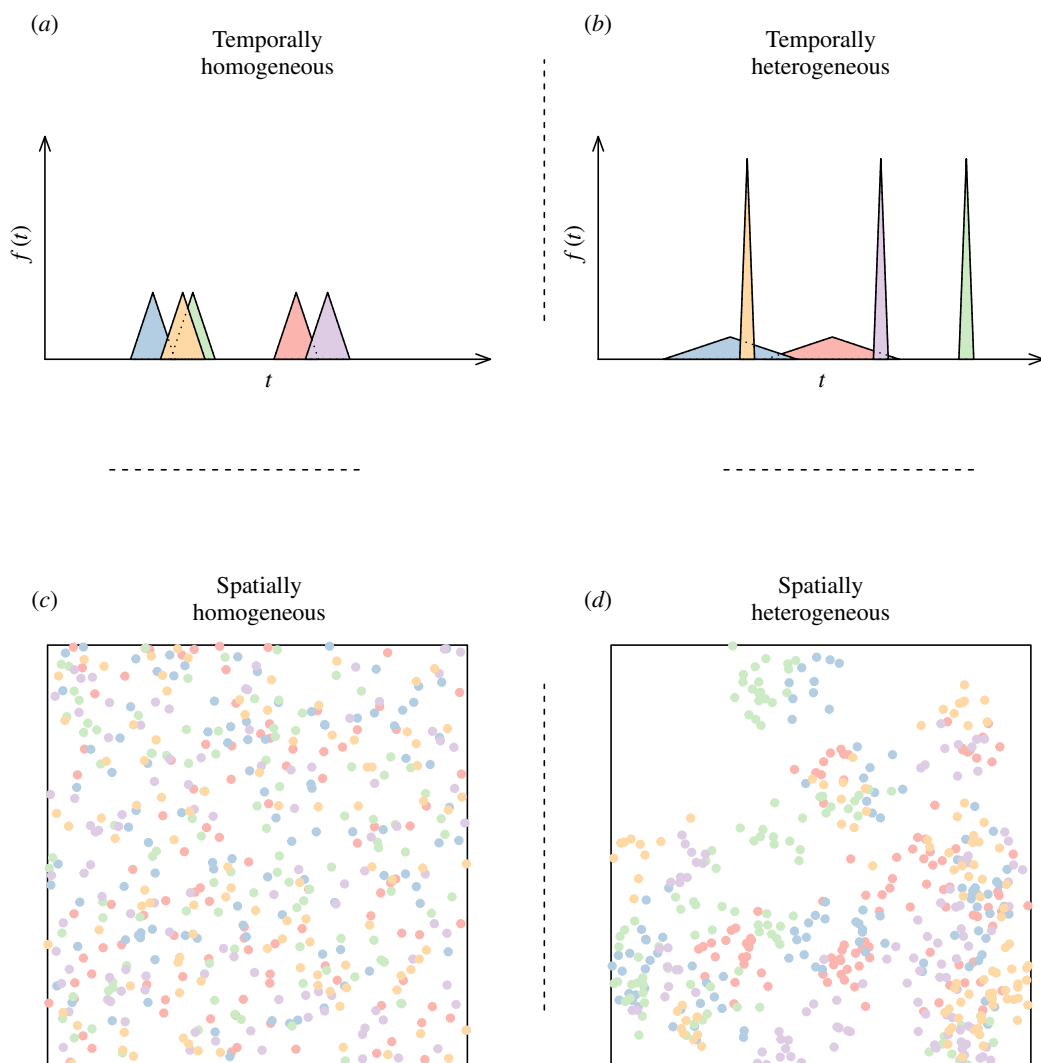 (a)
Temporally
homogeneous
f (t)
t
(b)
Temporally
heterogeneous
f (t)
t
(c)
Spatially
homogeneous
(d)
Spatially
heterogeneous